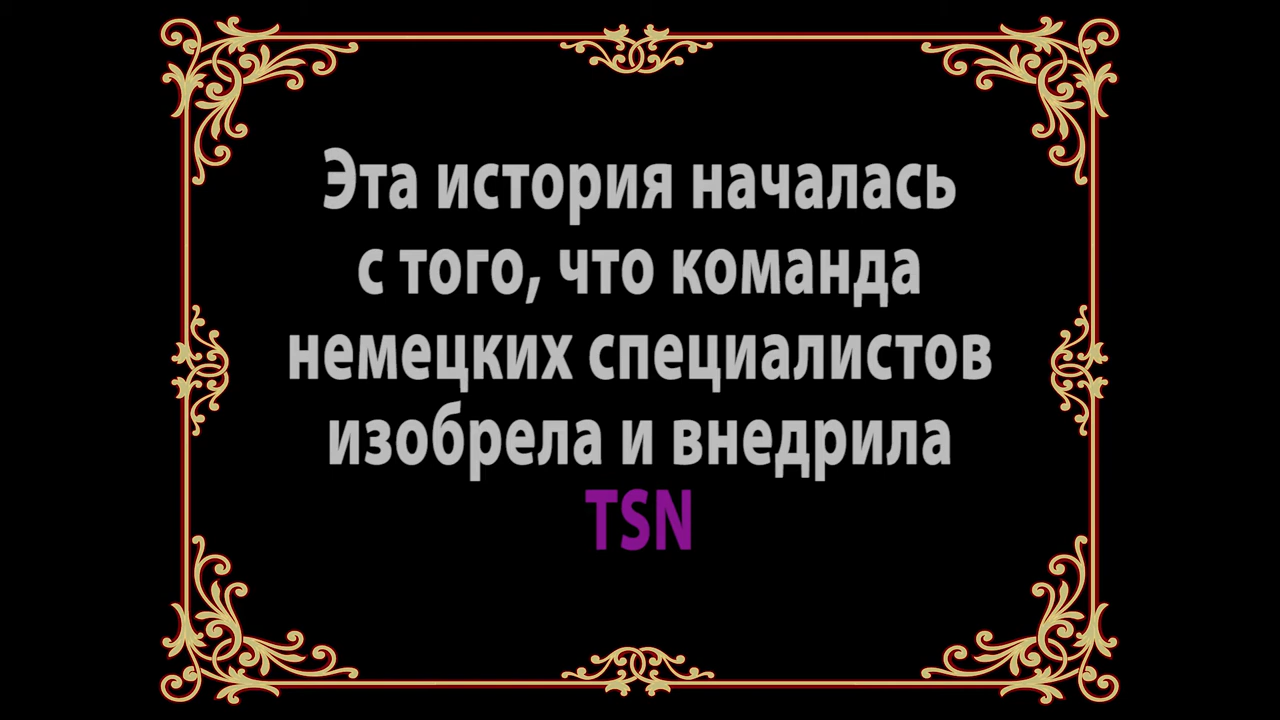 Эта история началась
с того, что команда
немецких специалистов
изобрела и внедрила
TSN